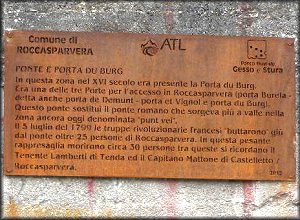 Comune di
ROCCASPARVERA
ATL
Parco fluviale
Gesso e Stura
PONTE E PORTA DU BURG
In questa zona nel XVI secolo era presente la Porta du Burg.
Era una delle tre Porte per l'accesso in Roccasparvera (porta Borela -
detta anche porta de Demunt - porta el Vignol e porta du Burg).
Questo ponte sostituì il ponte romano che sorgeva più a valle nella
zona ancora oggi denominata "punt vei".
Il 5 luglio del 1799 le truppe rivoluzionarie francesi "buttarono" giù
dal ponte oltre 25 persone di Roccasparvera. In questa pesante
rappresaglia morirono circa 30 persone tra queste si ricordano il
Tenente Lamberti di Tenda ed il Capitano Mattone di Castelletto /
Roccasparvera.
2012